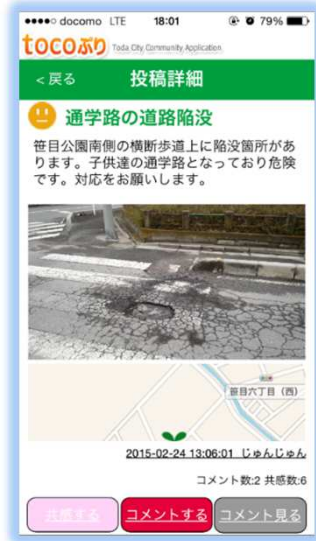 docomo LTE 18:01 79%
tocoぷり Toda City Community Application
<戻る 投稿詳細
通学路の道路陥没
笹目公園南側の横断歩道上に陥没箇所があ
ります。子供達の通学路となっており危険
です。対応をお願いします。
笹目六丁目(西)
2015-02-24 13:06:01 じゅんじゅん
コメント数:2 共感数:6
共感する コメントする コメント見る